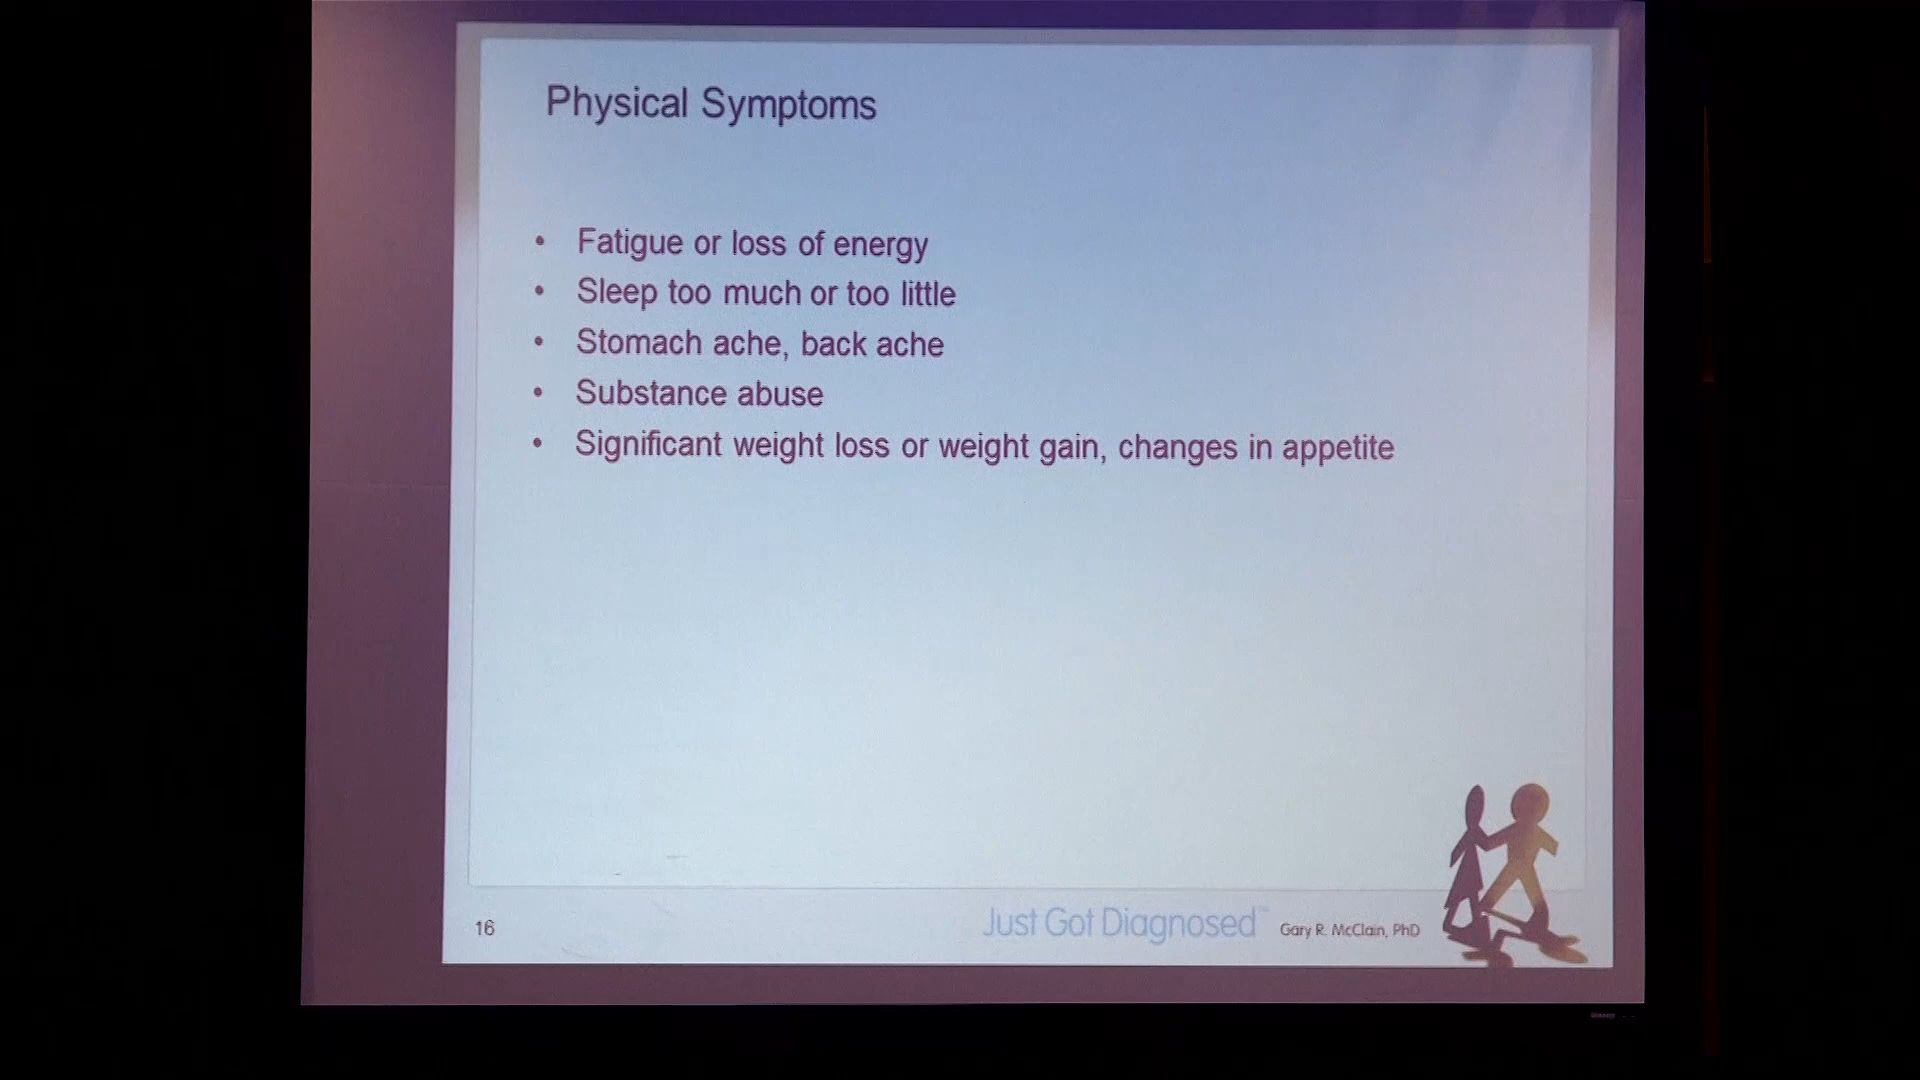 Physical Symptoms
• Fatigue or loss of energy
• Sleep too much or too little
• Stomach ache, back ache
• Substance abuse
• Significant weight loss or weight gain, changes in appetite
16
Just Got Diagnosed™
Gary R. McClain, PhD